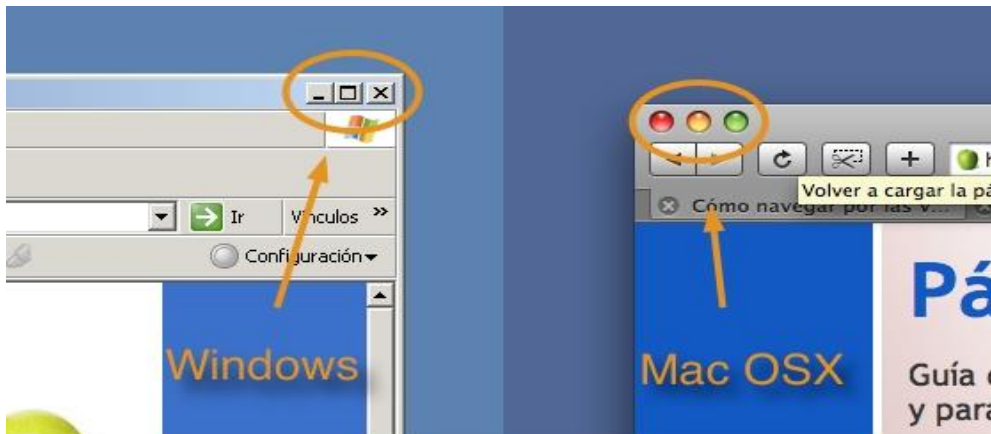 Ir
Vínculos »
Configuración
Windows
Volver a cargar la pá
Cómo navegar por las v...
Mac OSX
Pá
Guía
y para